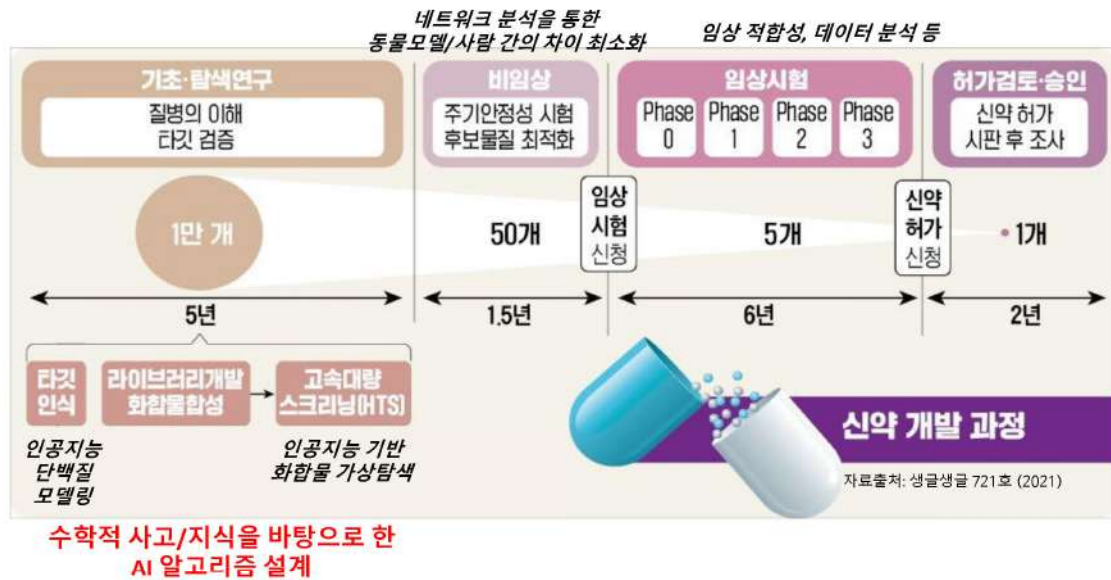 네트워크 분석을 통한
동물모델/사람 간의 차이 최소화
임상 적합성, 데이터 분석 등
기초·탐색연구
질병의 이해
타깃 검증
비임상
주기안정성 시험
후보물질 최적화
임상시험
Phase
0
Phase
1
Phase
2
Phase
3
허가검토·승인
신약 허가
시판 후 조사
1만 개
50개
임상
시험
신청
5개
신약
허가
신청
1개
5년
1.5년
6년
2년
타깃
인식
라이브러리개발
화합물합성
고속대량
스크리닝(HTS)
인공지능
단백질
모델링
인공지능 기반
화합물 가상탐색
신약 개발 과정
자료출처: 생글생글 721호 (2021)
수학적 사고/지식을 바탕으로 한
AI 알고리즘 설계